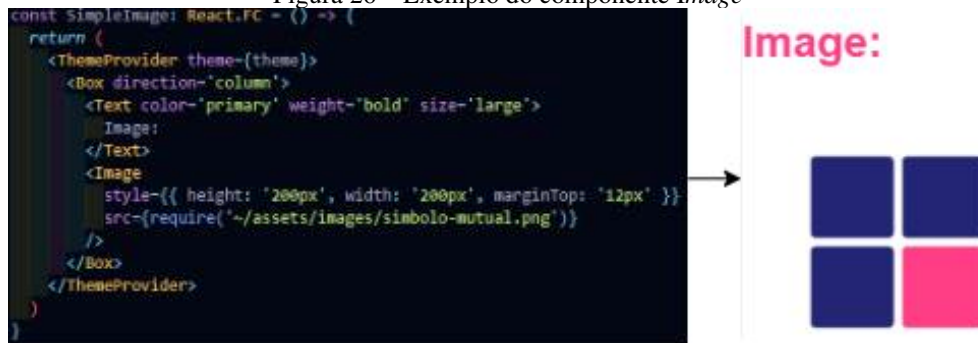 Figura 20 – Exemplo do componente Image
const SimpleImage: React.FC = () => {
return (
<ThemeProvider theme={theme}>
<Box direction='column'>
<Text color='primary' weight='bold' size='large'>
Image:
</Text>
<Image
style={{ height: '200px', width: '200px', marginTop: '12px' }}
src={require('~/assets/images/simbolo-mutual.png')}
/>
</Box>
</ThemeProvider>
)
}
Image: